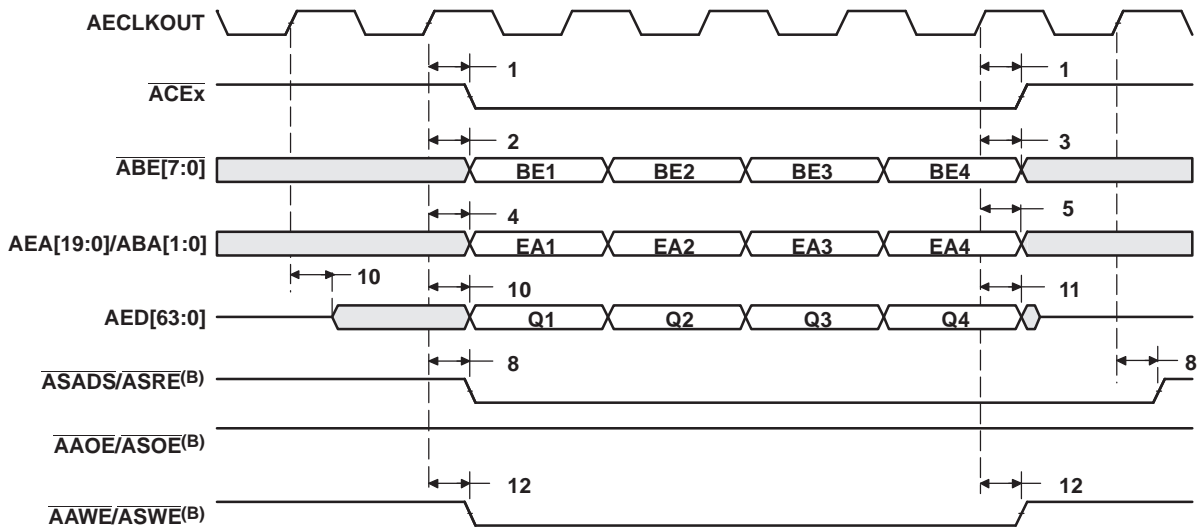 AECLKOUT
1 1
ACEx
2 3
ABE[7:0] BE1 BE2 BE3 BE4
4 5
AEA[19:0]/ABA[1:0] EA1 EA2 EA3 EA4
10
10 11
AED[63:0] Q1 Q2 Q3 Q4
8 8
ASADS/ASRE(B)
AAOE/ASOE(B)
12 12
AAWE/ASWE(B)